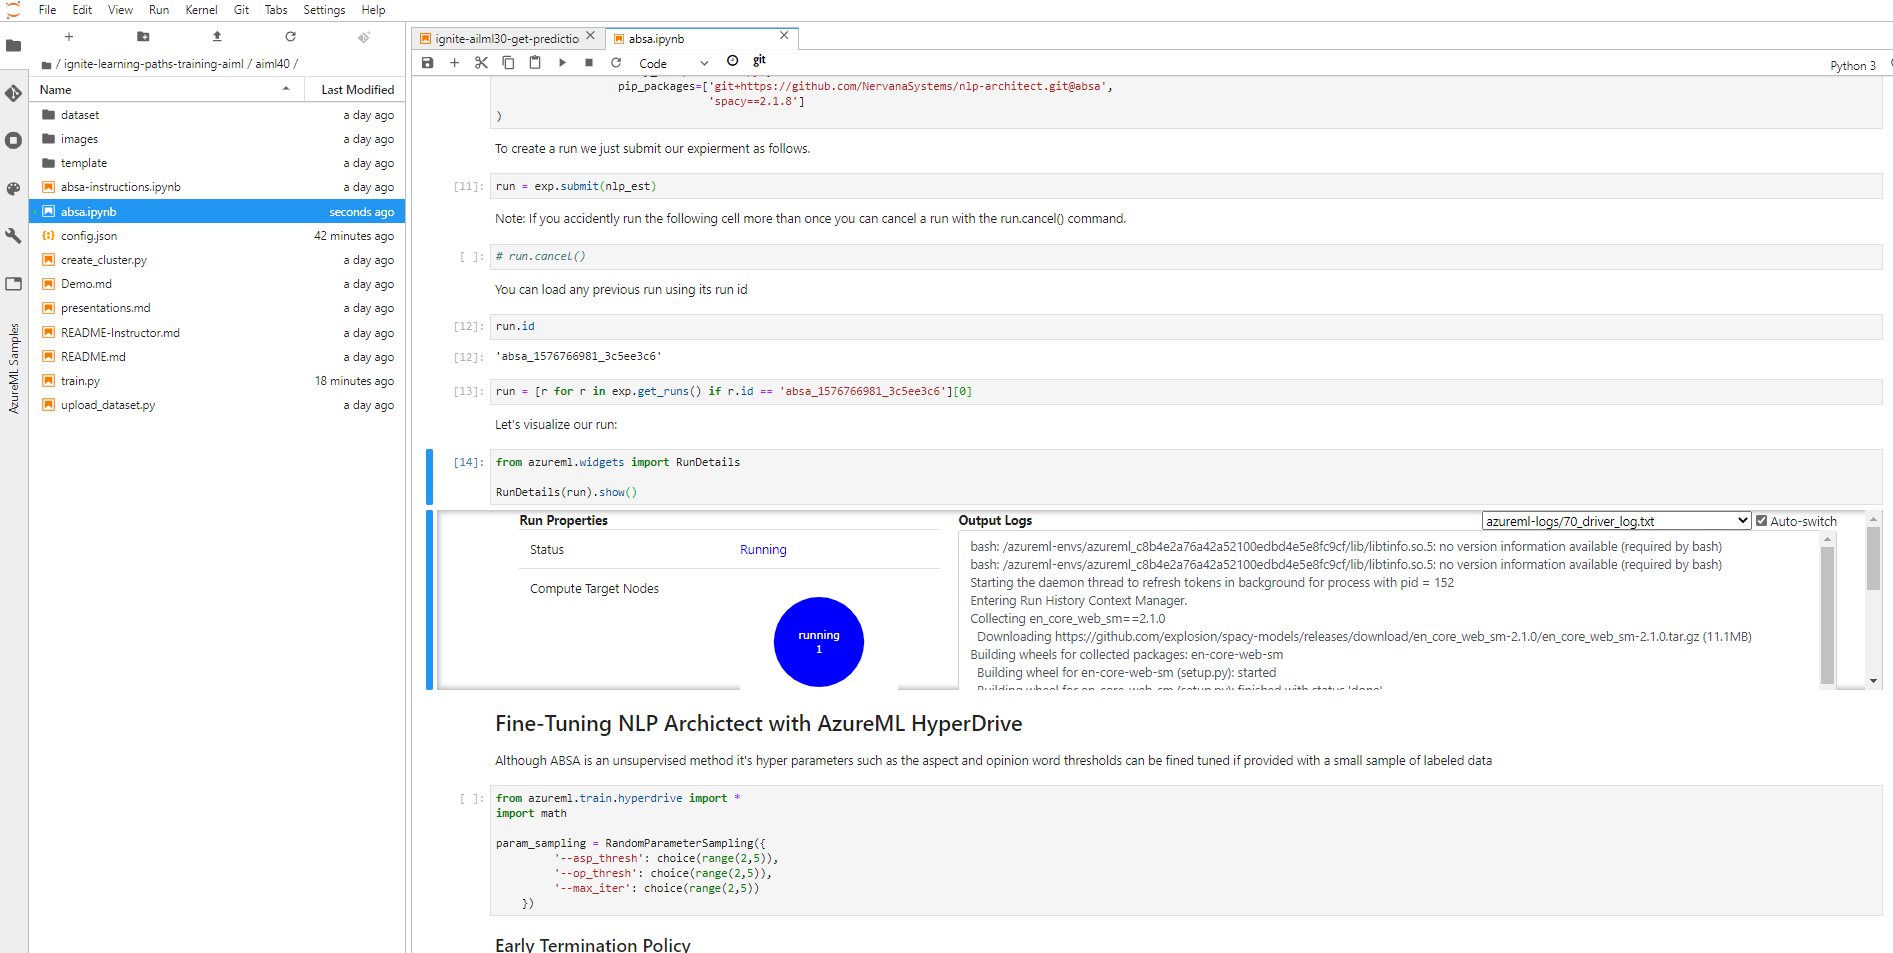 File Edit View Run Kernel Git Tabs Settings Help
/ ignite-learning-paths-training-aiml / aiml40 /
Name Last Modified
dataset a day ago
images a day ago
template a day ago
absa-instructions.ipynb a day ago
absa.ipynb seconds ago
config.json 42 minutes ago
create_cluster.py a day ago
Demo.md a day ago
presentations.md a day ago
README-Instructor.md a day ago
README.md a day ago
train.py 18 minutes ago
upload_dataset.py a day ago
AzureML Samples
ignite-ailml30-get-predictio absa.ipynb
Code git Python 3
pip_packages=['git+https://github.com/NervanaSystems/nlp-architect.git@absa',
'spacy==2.1.8']
)
To create a run we just submit our expierment as follows.
[11]: run = exp.submit(nlp_est)
Note: If you accidently run the following cell more than once you can cancel a run with the run.cancel() command.
[ ]: # run.cancel()
You can load any previous run using its run id
[12]: run.id
[12]: 'absa_1576766981_3c5ee3c6'
[13]: run = [r for r in exp.get_runs() if r.id == 'absa_1576766981_3c5ee3c6'][0]
Let's visualize our run:
[14]: from azureml.widgets import RunDetails
RunDetails(run).show()
Run Properties
Status Running
Compute Target Nodes
running
1
Output Logs azureml-logs/70_driver_log.txt Auto-switch
bash: /azureml-envs/azureml_c8b4e2a76a42a52100edbd4e5e8fc9cf/lib/libtinfo.so.5: no version information available (required by bash)
bash: /azureml-envs/azureml_c8b4e2a76a42a52100edbd4e5e8fc9cf/lib/libtinfo.so.5: no version information available (required by bash)
Starting the daemon thread to refresh tokens in background for process with pid = 152
Entering Run History Context Manager.
Collecting en_core_web_sm==2.1.0
Downloading https://github.com/explosion/spacy-models/releases/download/en_core_web_sm-2.1.0/en_core_web_sm-2.1.0.tar.gz (11.1MB)
Building wheels for collected packages: en-core-web-sm
Building wheel for en-core-web-sm (setup.py): started
Building wheel for en-core-web-sm (setup.py): finished with status 'done'
Fine-Tuning NLP Archictect with AzureML HyperDrive
Although ABSA is an unsupervised method it's hyper parameters such as the aspect and opinion word thresholds can be fined tuned if provided with a small sample of labeled data
[ ]: from azureml.train.hyperdrive import *
import math
param_sampling = RandomParameterSampling({
'--asp_thresh': choice(range(2,5)),
'--op_thresh': choice(range(2,5)),
'--max_iter': choice(range(2,5))
})
Early Termination Policy